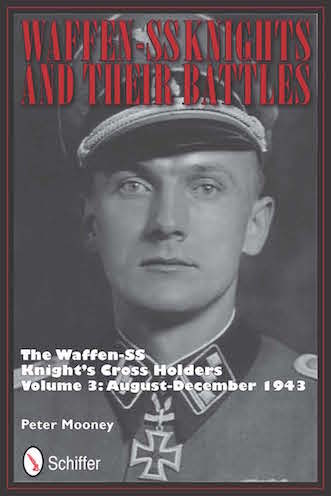 WAFFEN-SS KNIGHTS
AND THEIR BATTLES
The Waffen-SS
Knight's Cross Holders
Volume 3: August-December 1943
Peter Mooney
Schiffer